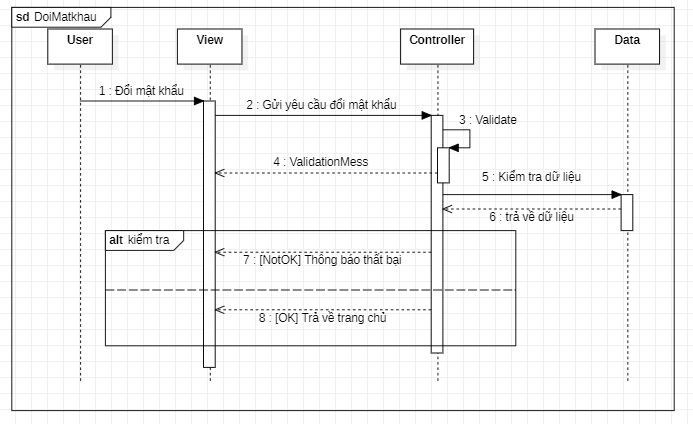 sd DoiMatkhau
User
View
Controller
Data
1 : Đổi mật khẩu
2 : Gửi yêu cầu đổi mật khẩu
3 : Validate
4 : ValidationMess
5 : Kiểm tra dữ liệu
6 : trả về dữ liệu
alt kiểm tra
7 : [NotOK] Thông báo thất bại
8 : [OK] Trả về trang chủ